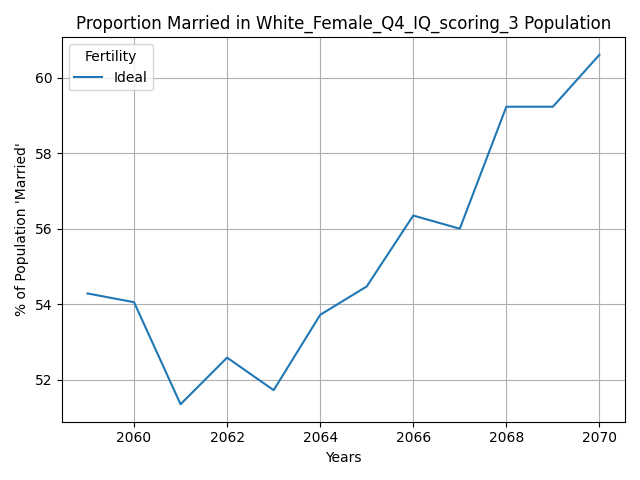 Proportion Married in White_Female_Q4_IQ_scoring_3 Population
Fertility
Ideal
% of Population 'Married'
60
58
56
54
52
2060 2062 2064 2066 2068 2070
Years